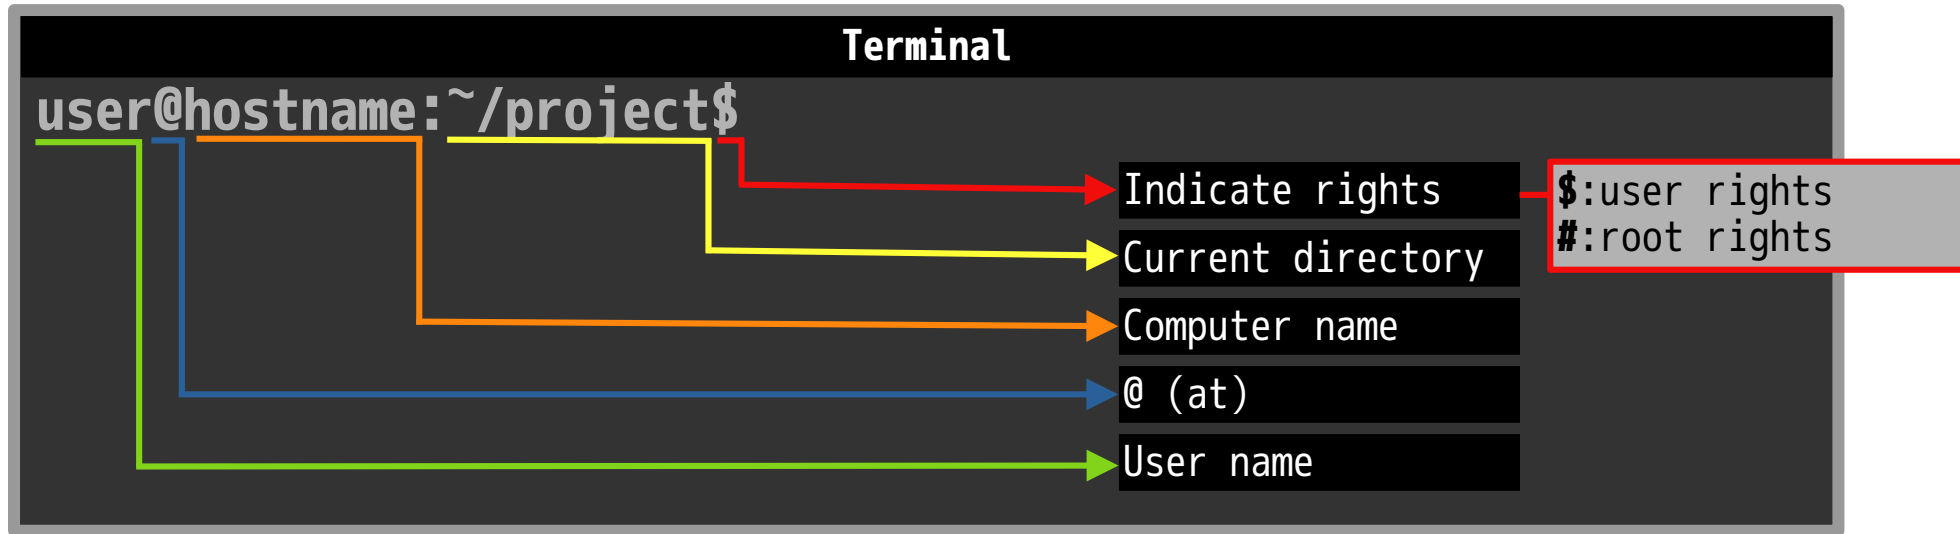 Terminal
user@hostname:~/project$
Indicate rights
$:user rights
#:root rights
Current directory
Computer name
@ (at)
User name